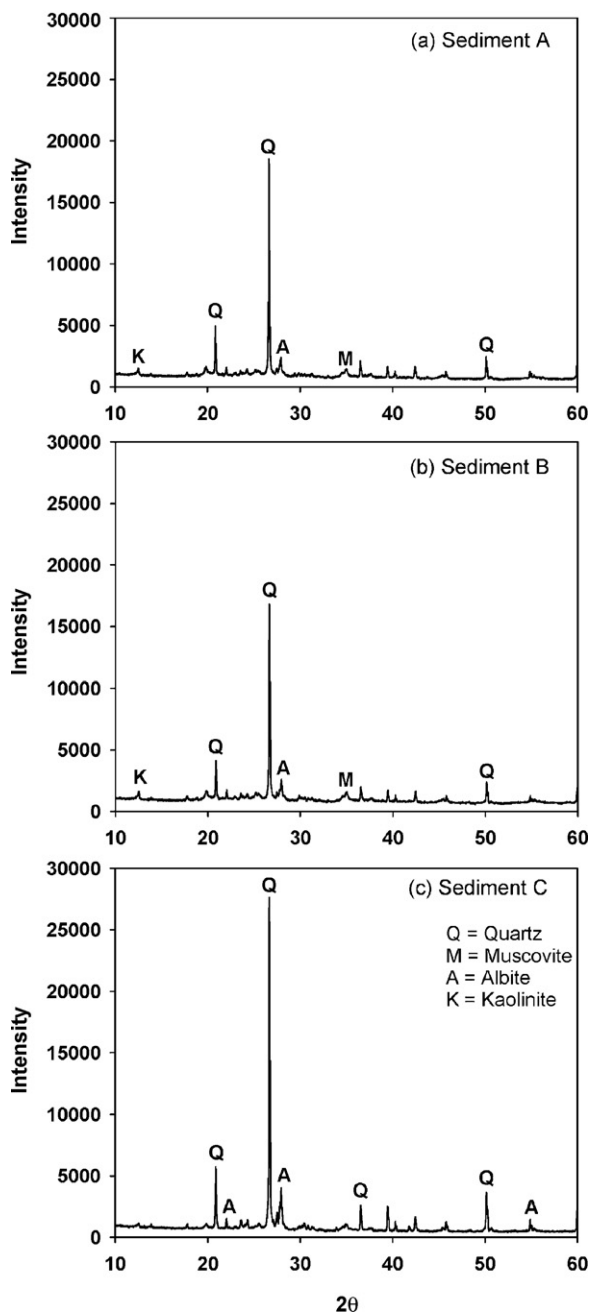 30000
(a) Sediment A
25000
20000
Q
15000
Intensity
10000
Q
5000
K
A
M
Q
0
10 20 30 40 50 60
30000
(b) Sediment B
25000
20000
Q
15000
Intensity
10000
Q
5000
K
A
M
Q
0
10 20 30 40 50 60
30000
Q
(c) Sediment C
25000
Q = Quartz
M = Muscovite
A = Albite
K = Kaolinite
20000
15000
Intensity
10000
Q
5000
A
A
Q
Q
A
0
10 20 30 40 50 60
2θ